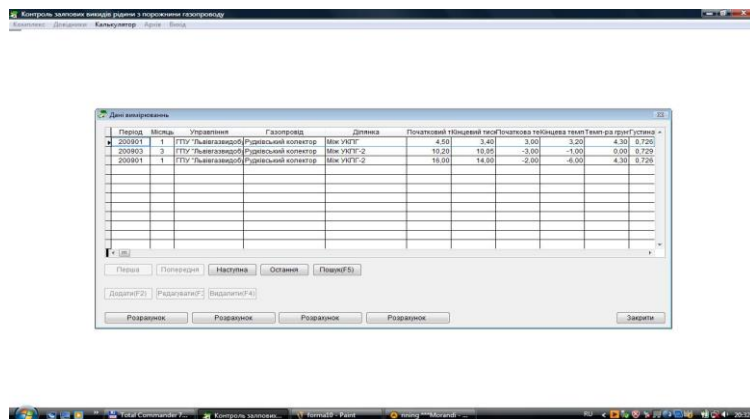 Контроль залпових викидів рідини з порожнини газопроводу
Комплекс Довідники Калькулятор Архів Вихід
Дані вимірювань
Період Місяць Управління Газопровід Ділянка Початковий т Кінцевий тиск Початкова те Кінцева темп Темп-ра грунт Густина
200901 1 ГПУ "Львівгазвидоб Рудківський колектор Між УКПГ 4,50 3,40 3,00 3,20 4,30 0,726
200903 3 ГПУ "Львівгазвидоб Рудківський колектор Між УКПГ-2 10,20 10,05 -3,00 -1,00 0,00 0,729
200901 1 ГПУ "Львівгазвидоб Рудківський колектор Між УКПГ-2 16,00 14,00 -2,00 -6,00 4,30 0,726
Перша Попередня Наступна Остання Пошук(F5)
Додати(F2) Редагувати(F3 Видалити(F4)
Розрахунок Розрахунок Розрахунок Розрахунок Закрити
Total Commander 7... Контроль залпових... forma10 - Paint nning ***Morandi - ... RU 20:32